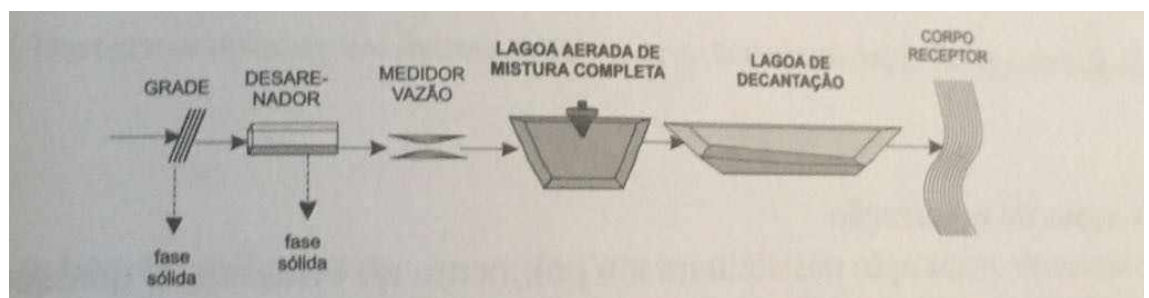 GRADE
DESARE-
NADOR
MEDIDOR
VAZÃO
LAGOA AERADA DE
MISTURA COMPLETA
LAGOA DE
DECANTAÇÃO
CORPO
RECEPTOR
fase
sólida
fase
sólida